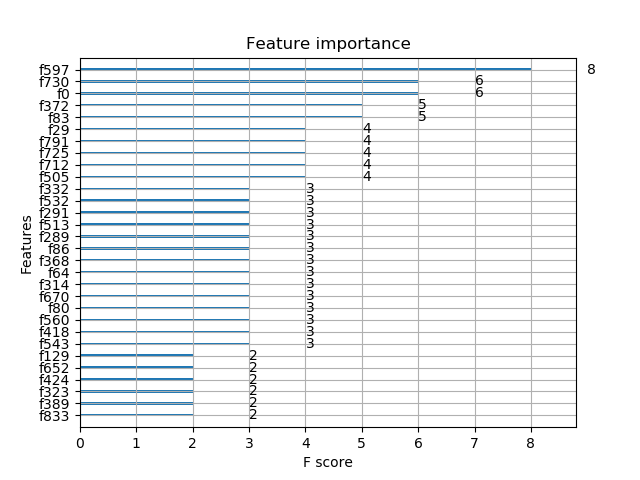 Feature importance
f597 8
f730 6
f0 6
f372 5
f83 5
f29 4
f791 4
f725 4
f712 4
f505 4
f332 3
f532 3
f291 3
f513 3
f289 3
f86 3
f368 3
f64 3
f314 3
f670 3
f80 3
f560 3
f418 3
f543 3
f129 2
f652 2
f424 2
f323 2
f389 2
f833 2
Features
0 1 2 3 4 5 6 7 8
F score